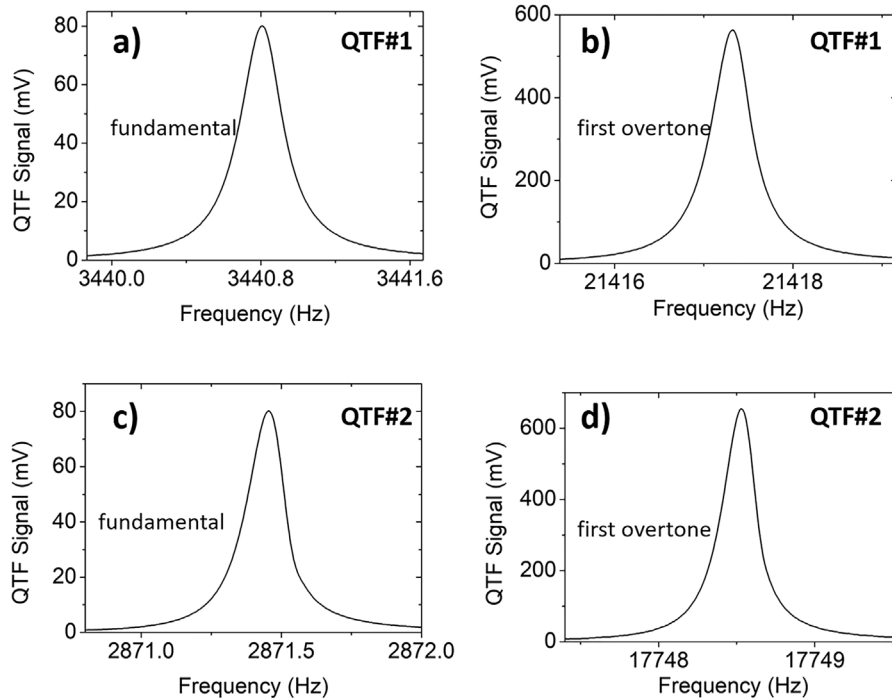 a)
QTF#1
fundamental
80
60
40
20
0
QTF Signal (mV)
3440.0
3440.8
3441.6
Frequency (Hz)
b)
QTF#1
first overtone
600
400
200
0
QTF Signal (mV)
21416
21418
Frequency (Hz)
c)
QTF#2
fundamental
80
60
40
20
0
QTF Signal (mV)
2871.0
2871.5
2872.0
Frequency (Hz)
d)
QTF#2
first overtone
600
400
200
0
QTF Signal (mV)
17748
17749
Frequency (Hz)